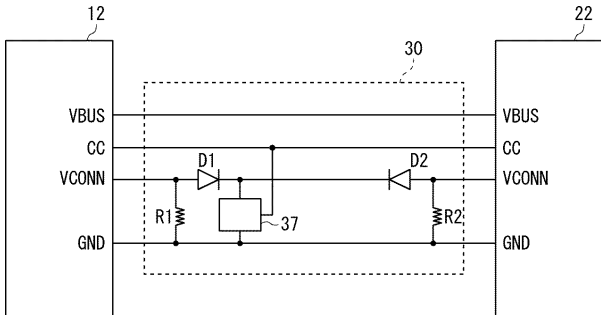 12
22
30
VBUS
VBUS
CC
CC
D1
D2
VCONN
VCONN
R1
37
R2
GND
GND